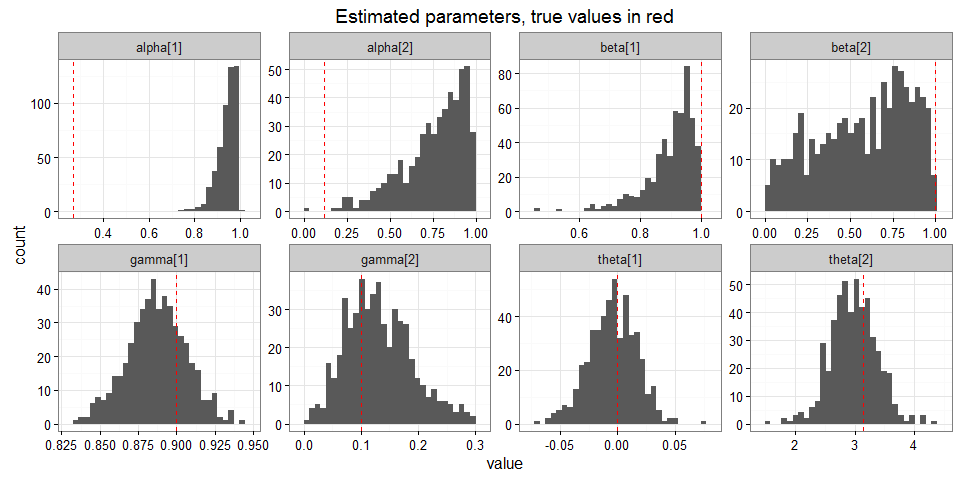 Estimated parameters, true values in red
alpha[1] alpha[2] beta[1] beta[2]
100
50
0
0.4 0.6 0.8 1.0
50
40
30
20
10
0
0.00 0.25 0.50 0.75 1.00
80
60
40
20
0
0.6 0.8 1.0
20
10
0
0.00 0.25 0.50 0.75 1.00
count
gamma[1] gamma[2] theta[1] theta[2]
40
30
20
10
0
0.825 0.850 0.875 0.900 0.925 0.950
40
30
20
10
0
0.0 0.1 0.2 0.3
40
20
0
-0.05 0.00 0.05
50
40
30
20
10
0
2 3 4
value